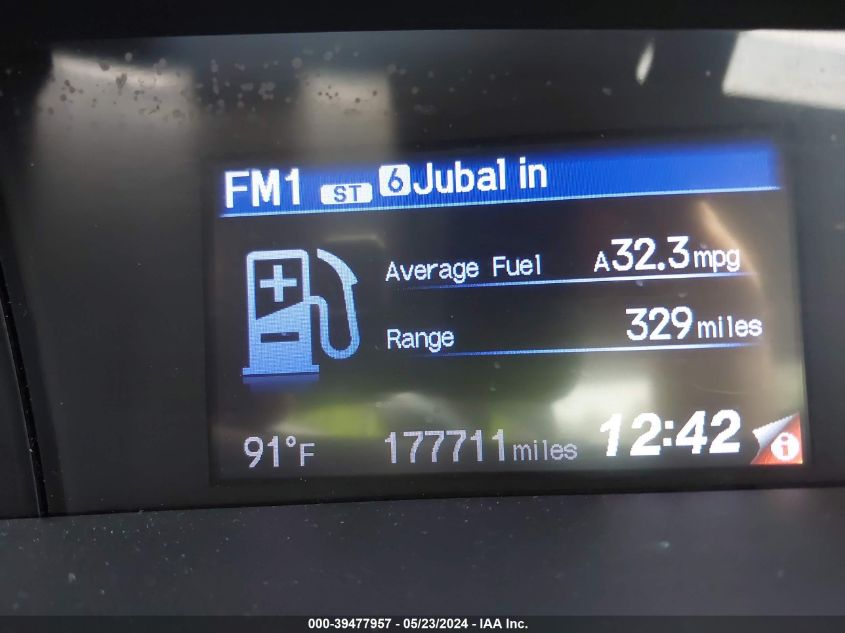 FM1 ST 6 Jubal in
Average Fuel A32.3mpg
Range 329miles
91°F 177711miles 12:42 i
000-39477957 - 05/23/2024 - IAA Inc.